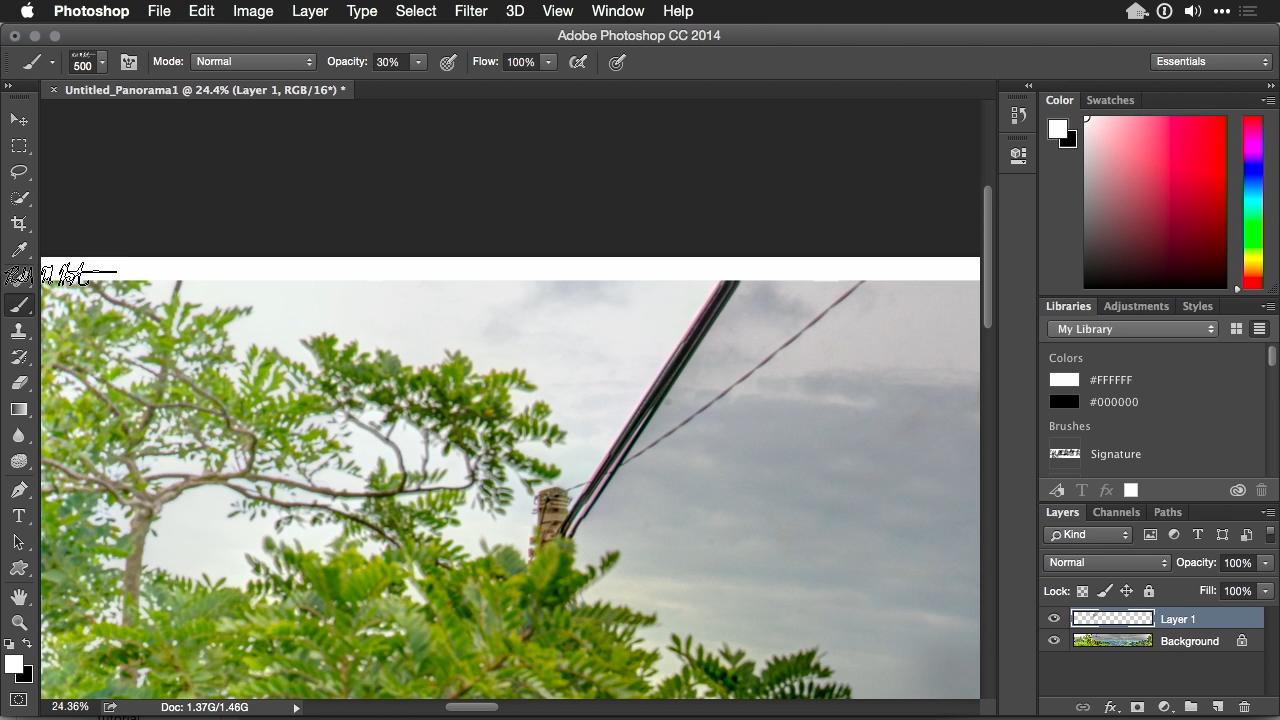 Photoshop File Edit Image Layer Type Select Filter 3D View Window Help
Adobe Photoshop CC 2014
500 Mode: Normal Opacity: 30% Flow: 100% Essentials
Untitled_Panorama1 @ 24.4% (Layer 1, RGB/16*) *
Color Swatches
Libraries Adjustments Styles
My Library
Colors
#FFFFFF
#000000
Brushes
Signature
Layers Channels Paths
Kind
Normal Opacity: 100%
Lock: Fill: 100%
Layer 1
Background
24.36% Doc: 1.37G/1.46G